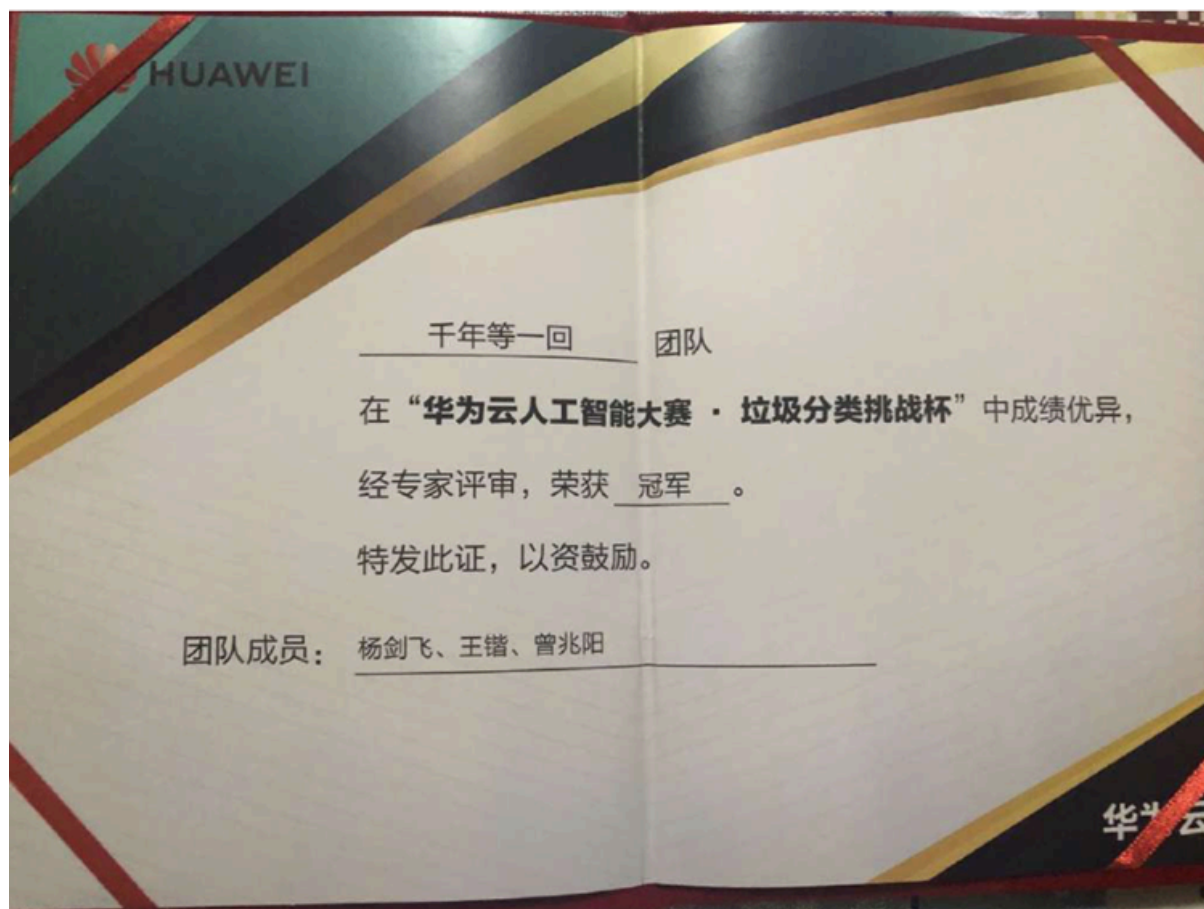 HUAWEI
千年等一回 团队
在“华为云人工智能大赛 · 垃圾分类挑战杯”中成绩优异，
经专家评审，荣获 冠军 。
特发此证，以资鼓励。
团队成员： 杨剑飞、王锴、曾兆阳
华为云